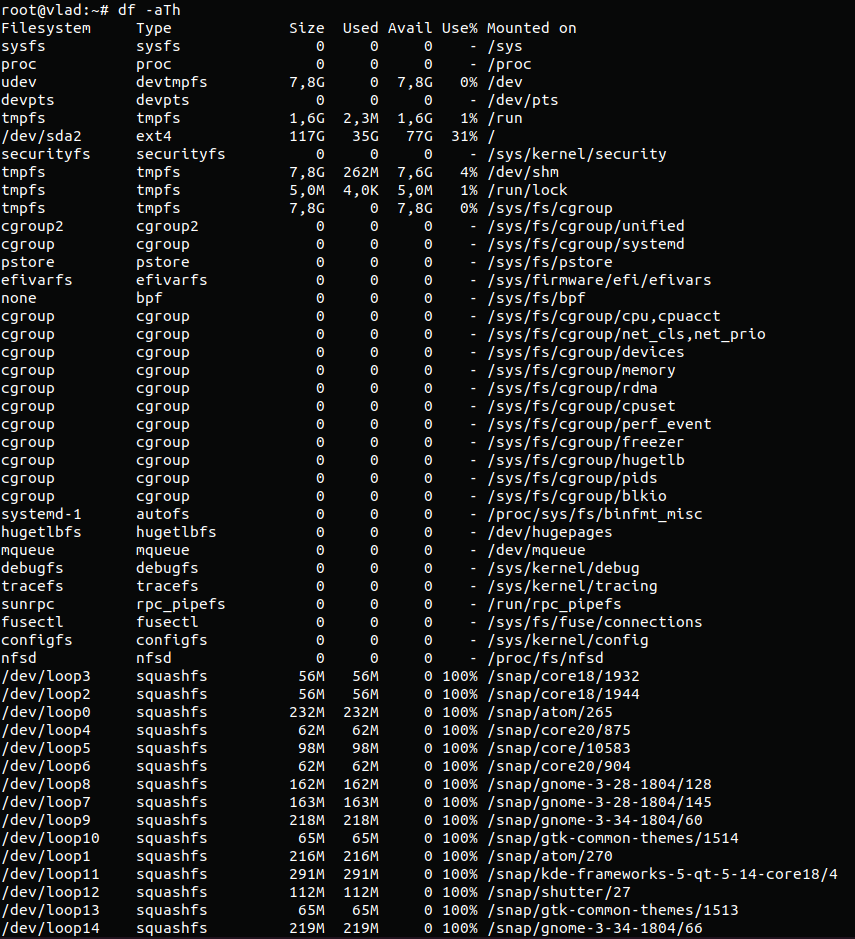 root@vlad:~# df -aTh
Filesystem     Type             Size  Used Avail Use% Mounted on
sysfs          sysfs               0     0     0    - /sys
proc           proc                0     0     0    - /proc
udev           devtmpfs         7,8G     0  7,8G   0% /dev
devpts         devpts              0     0     0    - /dev/pts
tmpfs          tmpfs            1,6G  2,3M  1,6G   1% /run
/dev/sda2      ext4             117G   35G   77G  31% /
securityfs     securityfs          0     0     0    - /sys/kernel/security
tmpfs          tmpfs            7,8G  262M  7,6G   4% /dev/shm
tmpfs          tmpfs            5,0M  4,0K  5,0M   1% /run/lock
tmpfs          tmpfs            7,8G     0  7,8G   0% /sys/fs/cgroup
cgroup2        cgroup2             0     0     0    - /sys/fs/cgroup/unified
cgroup         cgroup              0     0     0    - /sys/fs/cgroup/systemd
pstore         pstore              0     0     0    - /sys/fs/pstore
efivarfs       efivarfs            0     0     0    - /sys/firmware/efi/efivars
none           bpf                 0     0     0    - /sys/fs/bpf
cgroup         cgroup              0     0     0    - /sys/fs/cgroup/cpu,cpuacct
cgroup         cgroup              0     0     0    - /sys/fs/cgroup/net_cls,net_prio
cgroup         cgroup              0     0     0    - /sys/fs/cgroup/devices
cgroup         cgroup              0     0     0    - /sys/fs/cgroup/memory
cgroup         cgroup              0     0     0    - /sys/fs/cgroup/rdma
cgroup         cgroup              0     0     0    - /sys/fs/cgroup/cpuset
cgroup         cgroup              0     0     0    - /sys/fs/cgroup/perf_event
cgroup         cgroup              0     0     0    - /sys/fs/cgroup/freezer
cgroup         cgroup              0     0     0    - /sys/fs/cgroup/hugetlb
cgroup         cgroup              0     0     0    - /sys/fs/cgroup/pids
cgroup         cgroup              0     0     0    - /sys/fs/cgroup/blkio
systemd-1      autofs              0     0     0    - /proc/sys/fs/binfmt_misc
hugetlbfs      hugetlbfs           0     0     0    - /dev/hugepages
mqueue         mqueue              0     0     0    - /dev/mqueue
debugfs        debugfs             0     0     0    - /sys/kernel/debug
tracefs        tracefs             0     0     0    - /sys/kernel/tracing
sunrpc         rpc_pipefs          0     0     0    - /run/rpc_pipefs
fusectl        fusectl             0     0     0    - /sys/fs/fuse/connections
configfs       configfs            0     0     0    - /sys/kernel/config
nfsd           nfsd                0     0     0    - /proc/fs/nfsd
/dev/loop3     squashfs          56M   56M     0 100% /snap/core18/1932
/dev/loop2     squashfs          56M   56M     0 100% /snap/core18/1944
/dev/loop0     squashfs         232M  232M     0 100% /snap/atom/265
/dev/loop4     squashfs          62M   62M     0 100% /snap/core20/875
/dev/loop5     squashfs          98M   98M     0 100% /snap/core/10583
/dev/loop6     squashfs          62M   62M     0 100% /snap/core20/904
/dev/loop8     squashfs         162M  162M     0 100% /snap/gnome-3-28-1804/128
/dev/loop7     squashfs         163M  163M     0 100% /snap/gnome-3-28-1804/145
/dev/loop9     squashfs         218M  218M     0 100% /snap/gnome-3-34-1804/60
/dev/loop10    squashfs          65M   65M     0 100% /snap/gtk-common-themes/1514
/dev/loop1     squashfs         216M  216M     0 100% /snap/atom/270
/dev/loop11    squashfs         291M  291M     0 100% /snap/kde-frameworks-5-qt-5-14-core18/4
/dev/loop12    squashfs         112M  112M     0 100% /snap/shutter/27
/dev/loop13    squashfs          65M   65M     0 100% /snap/gtk-common-themes/1513
/dev/loop14    squashfs         219M  219M     0 100% /snap/gnome-3-34-1804/66